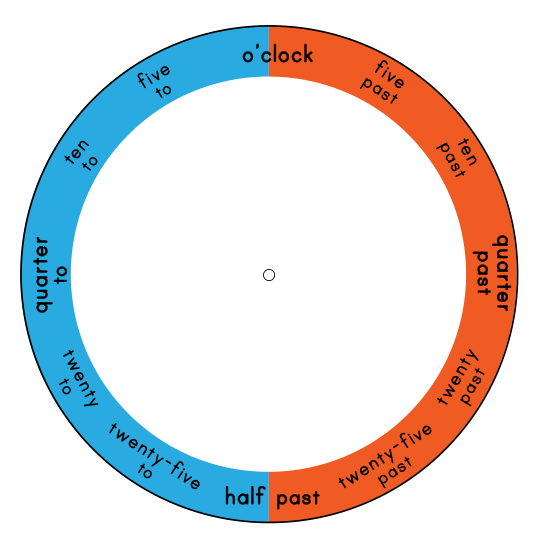 o'clock
five
past
ten
past
quarter
past
twenty
past
twenty-five
past
half past
twenty-five
to
twenty
to
quarter
to
ten
to
five
to